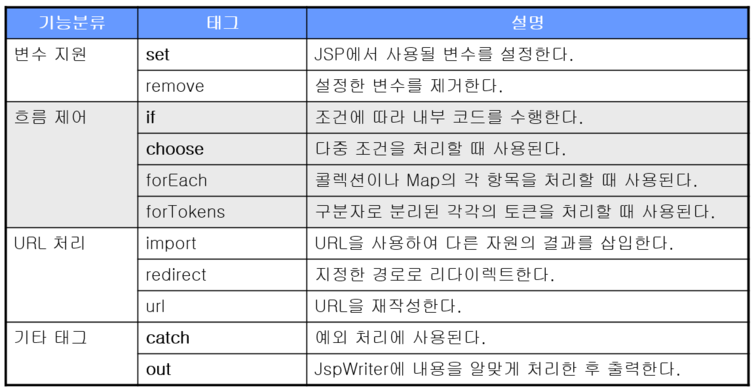 기능분류 태그 설명
변수 지원 set JSP에서 사용될 변수를 설정한다.
remove 설정한 변수를 제거한다.
흐름 제어 if 조건에 따라 내부 코드를 수행한다.
choose 다중 조건을 처리할 때 사용된다.
forEach 콜렉션이나 Map의 각 항목을 처리할 때 사용된다.
forTokens 구분자로 분리된 각각의 토큰을 처리할 때 사용된다.
URL 처리 import URL을 사용하여 다른 자원의 결과를 삽입한다.
redirect 지정한 경로로 리다이렉트한다.
url URL을 재작성한다.
기타 태그 catch 예외 처리에 사용된다.
out JspWriter에 내용을 알맞게 처리한 후 출력한다.